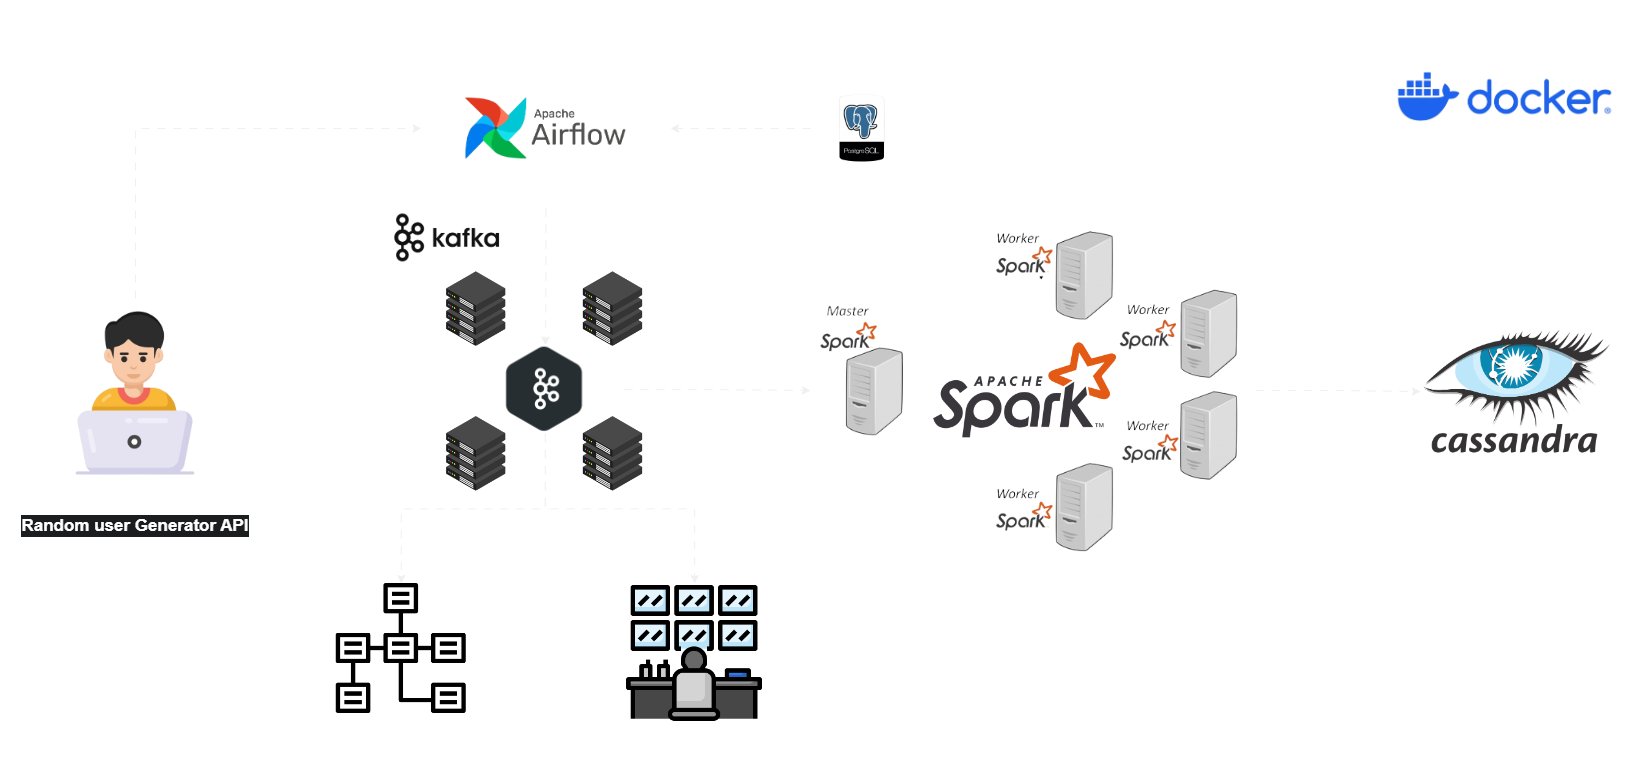 Apache
Airflow
PostgreSQL
docker
kafka
Worker
Spark
Master
Spark
Worker
Spark
APACHE
Spark
TM
Worker
Spark
Worker
Spark
cassandra
Random user Generator API